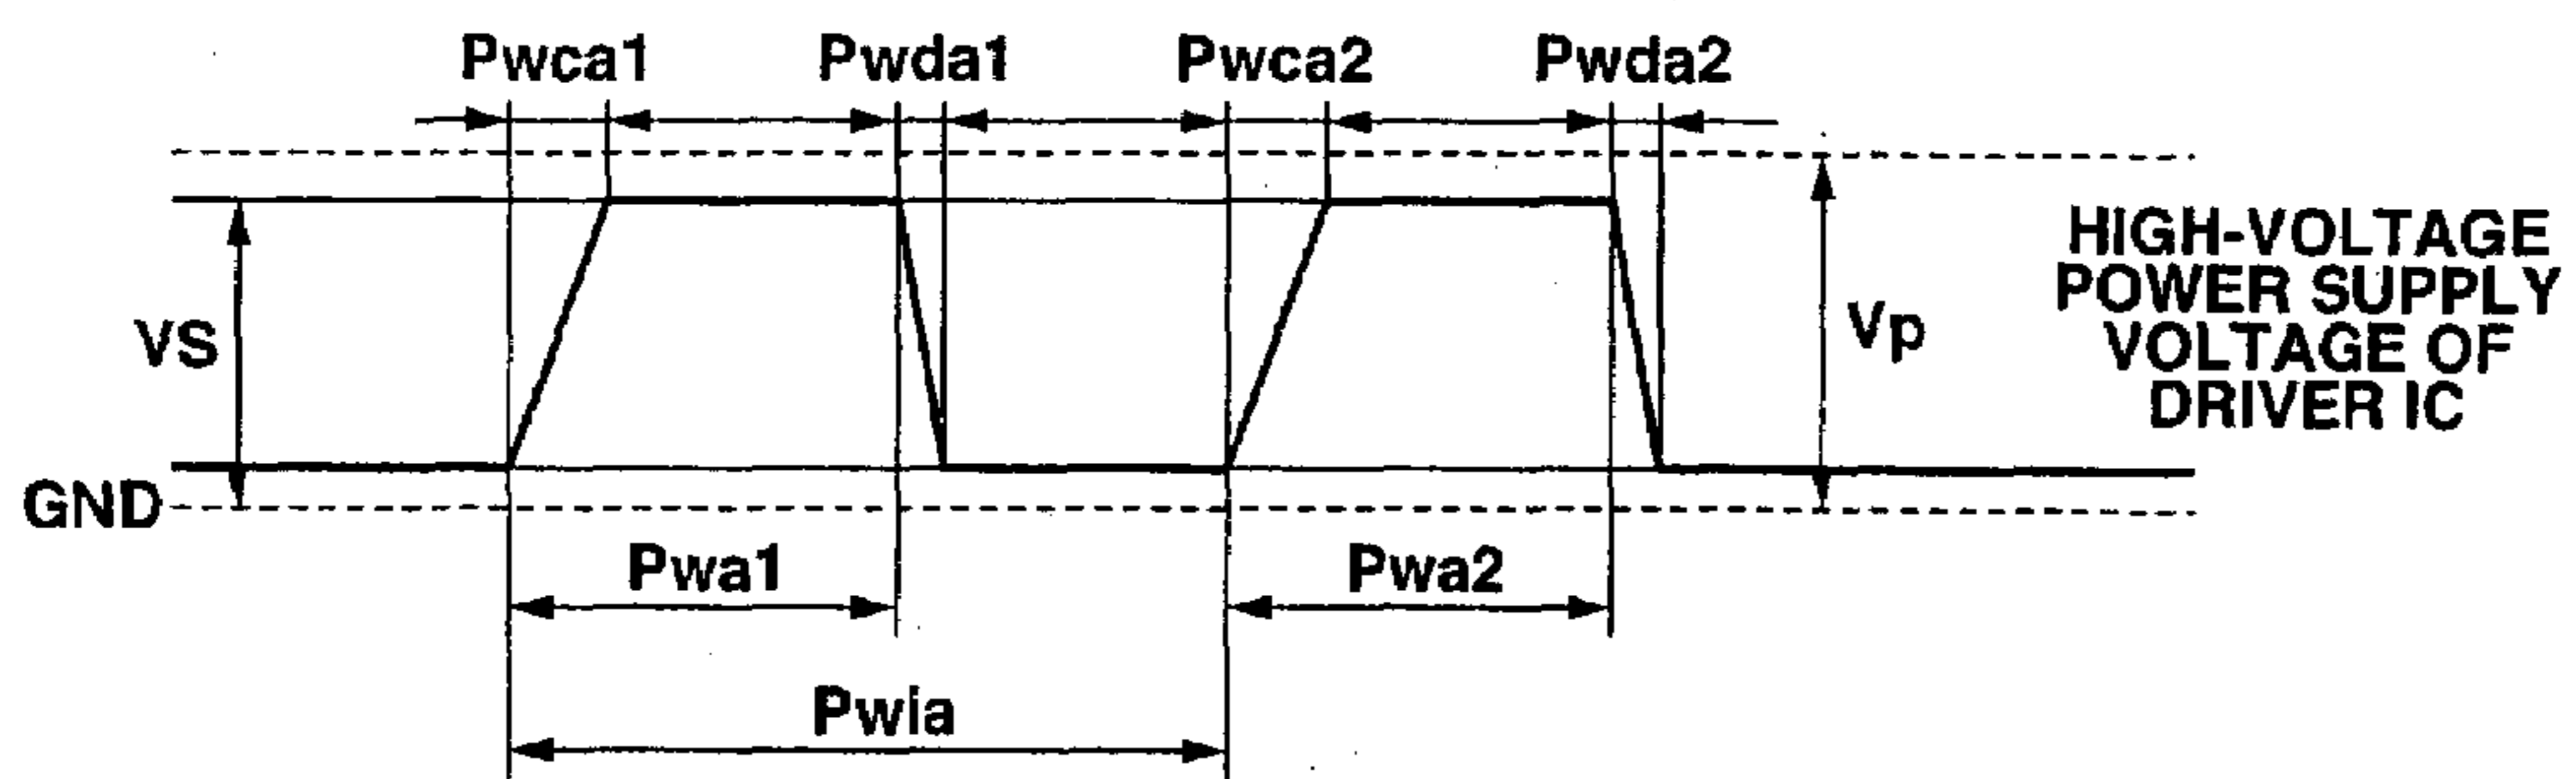 Pwca1 Pwda1 Pwca2 Pwda2
HIGH-VOLTAGE
POWER SUPPLY
VOLTAGE OF
DRIVER IC
VS
Vp
GND
Pwa1 Pwa2
Pwia